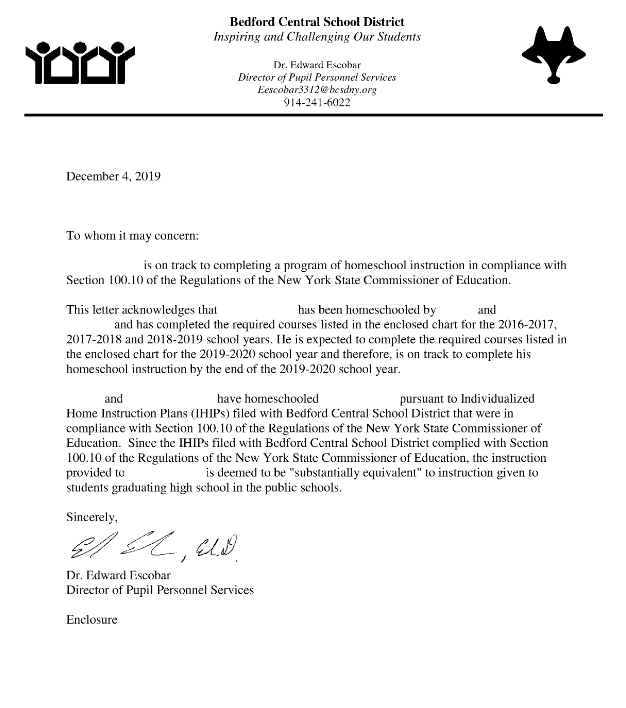 Bedford Central School District
Inspiring and Challenging Our Students
Dr. Edward Escobar
Director of Pupil Personnel Services
Eescobar3312@bcsdny.org
914-241-6022
December 4, 2019
To whom it may concern:
is on track to completing a program of homeschool instruction in compliance with
Section 100.10 of the Regulations of the New York State Commissioner of Education.
This letter acknowledges that has been homeschooled by and
and has completed the required courses listed in the enclosed chart for the 2016-2017,
2017-2018 and 2018-2019 school years. He is expected to complete the required courses listed in
the enclosed chart for the 2019-2020 school year and therefore, is on track to complete his
homeschool instruction by the end of the 2019-2020 school year.
and have homeschooled pursuant to Individualized
Home Instruction Plans (IHIPs) filed with Bedford Central School District that were in
compliance with Section 100.10 of the Regulations of the New York State Commissioner of
Education. Since the IHIPs filed with Bedford Central School District complied with Section
100.10 of the Regulations of the New York State Commissioner of Education, the instruction
provided to is deemed to be "substantially equivalent" to instruction given to
students graduating high school in the public schools.
Sincerely,
Dr. Edward Escobar
Director of Pupil Personnel Services
Enclosure